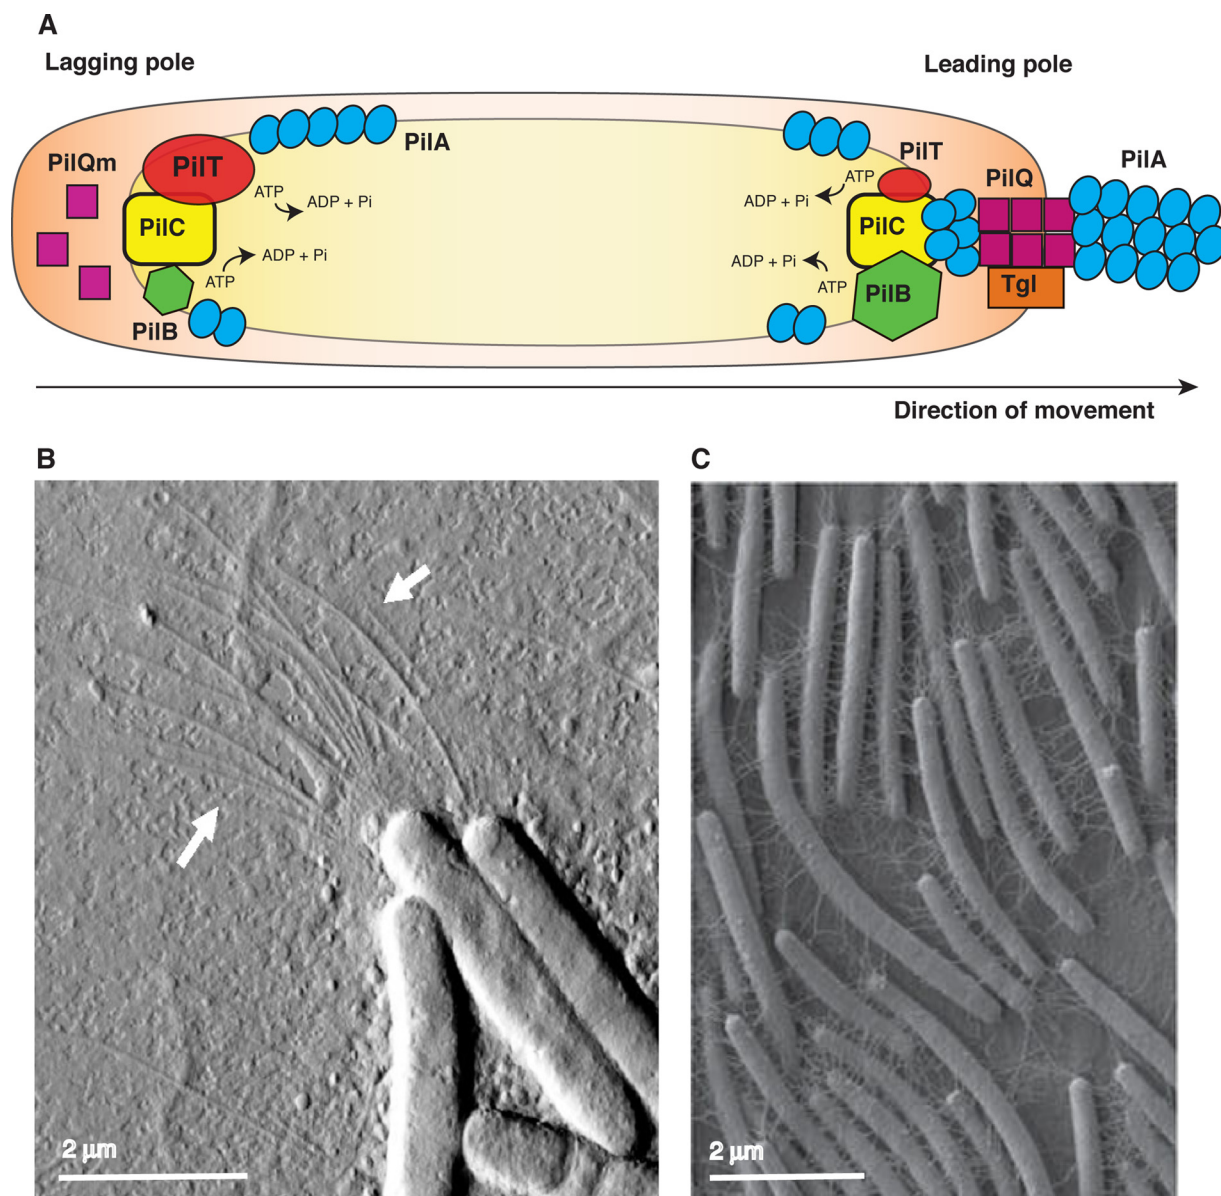 A
Lagging pole
Leading pole
PilQm
PilT
PilA
PilT
PilQ
PilA
ATP
ADP + Pi
ATP
ADP + Pi
PilC
PilC
ADP + Pi
ATP
ADP + Pi
ATP
PilB
PilB
Tgl
Direction of movement
B
C
2 μm
2 μm